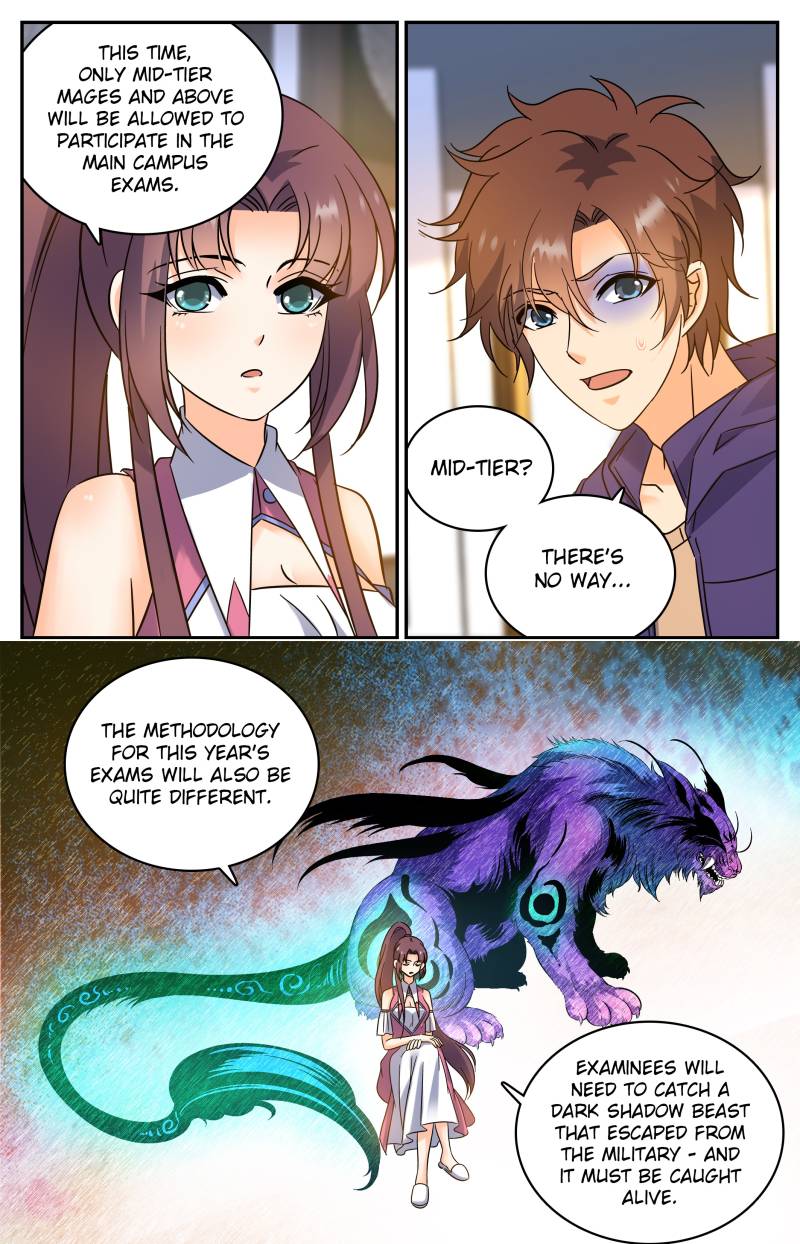 THIS TIME,
ONLY MID-TIER
MAGES AND ABOVE
WILL BE ALLOWED TO
PARTICIPATE IN THE
MAIN CAMPUS
EXAMS.
MID-TIER?
THERE'S
NO WAY...
THE METHODOLOGY
FOR THIS YEAR'S
EXAMS WILL ALSO BE
QUITE DIFFERENT.
EXAMINEES WILL
NEED TO CATCH A
DARK SHADOW BEAST
THAT ESCAPED FROM
THE MILITARY - AND
IT MUST BE CAUGHT
ALIVE.